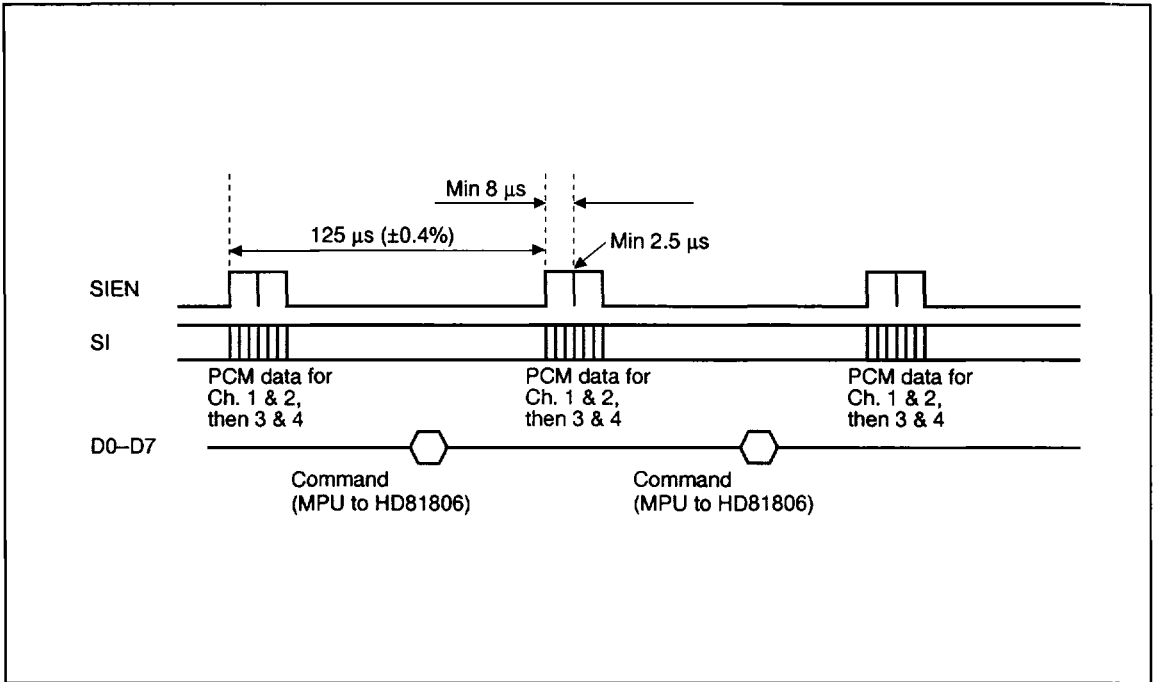 Min 8 µs
125 µs (±0.4%)
Min 2.5 µs
SIEN
SI
PCM data for
Ch. 1 & 2,
then 3 & 4
PCM data for
Ch. 1 & 2,
then 3 & 4
PCM data for
Ch. 1 & 2,
then 3 & 4
D0–D7
Command
(MPU to HD81806)
Command
(MPU to HD81806)